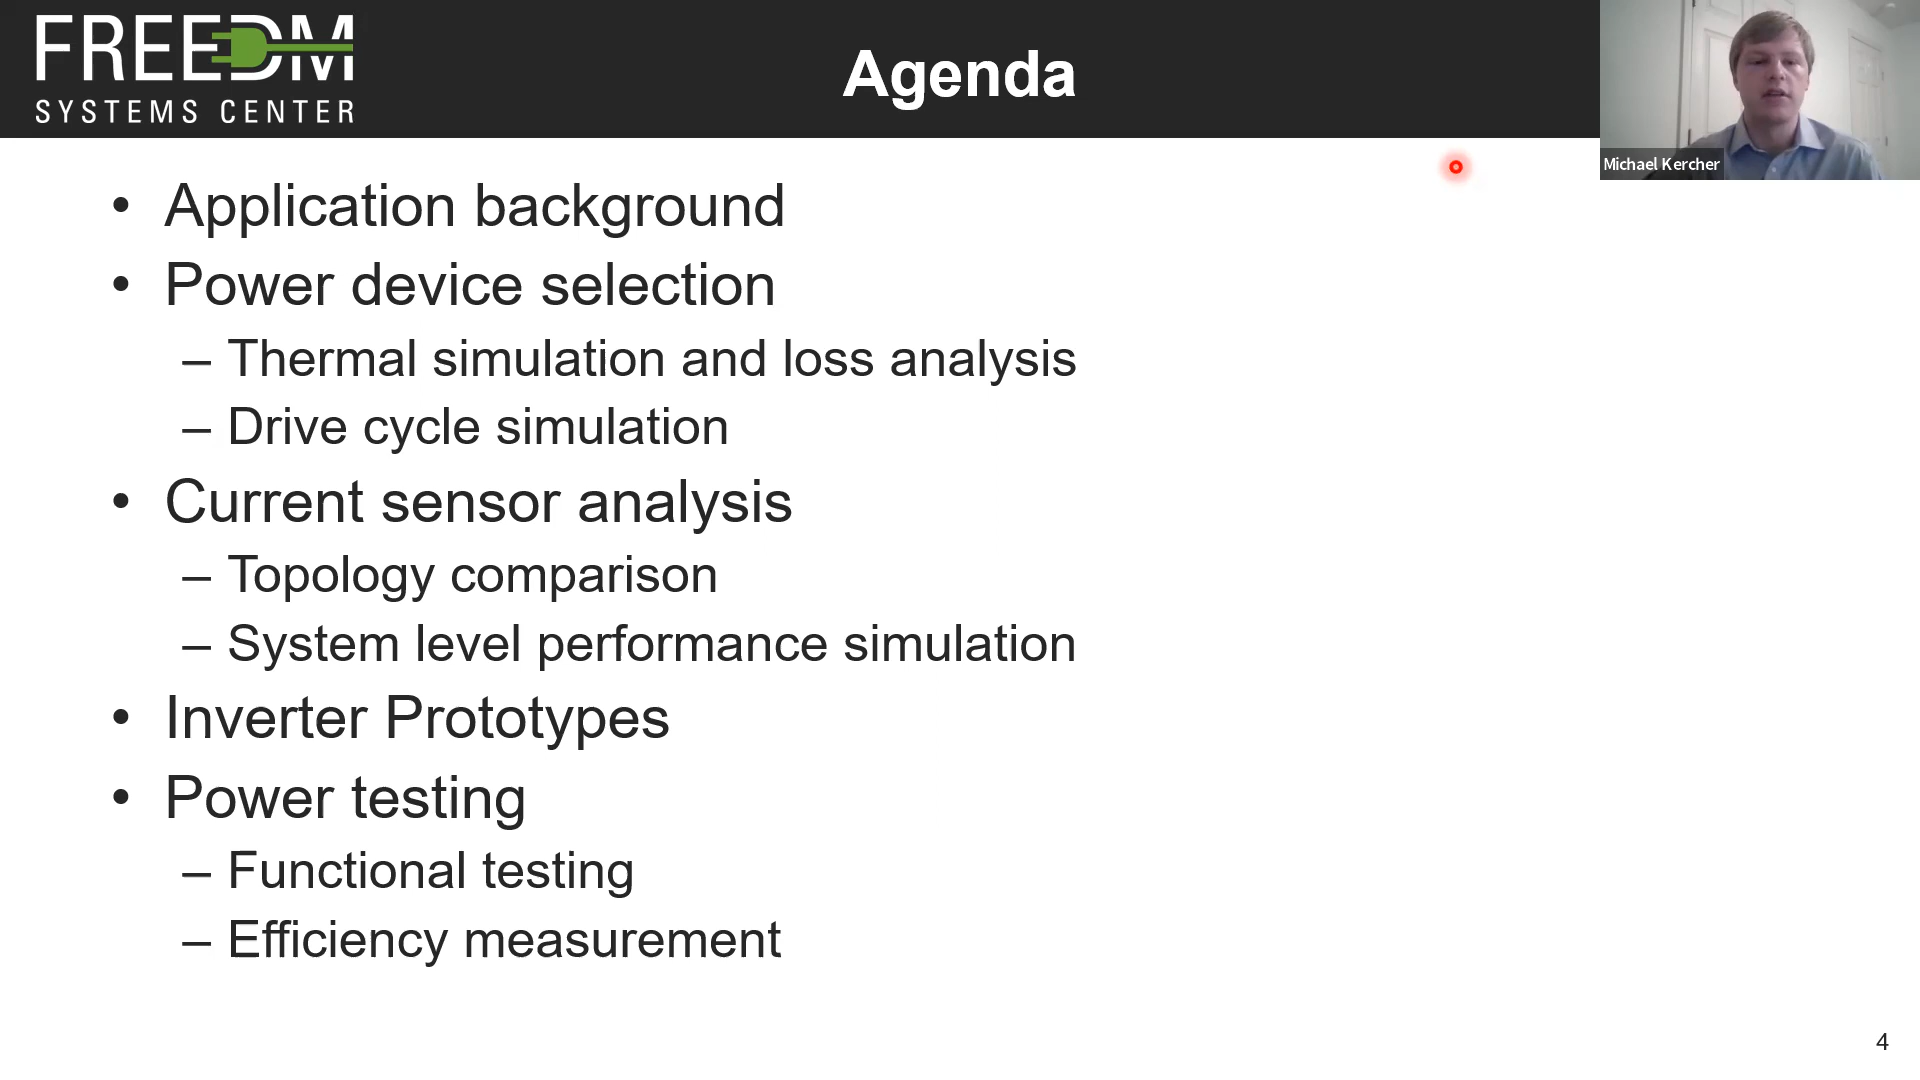 FREEDM
SYSTEMS CENTER
Agenda
Michael Kercher
• Application background
• Power device selection
– Thermal simulation and loss analysis
– Drive cycle simulation
• Current sensor analysis
– Topology comparison
– System level performance simulation
• Inverter Prototypes
• Power testing
– Functional testing
– Efficiency measurement
4